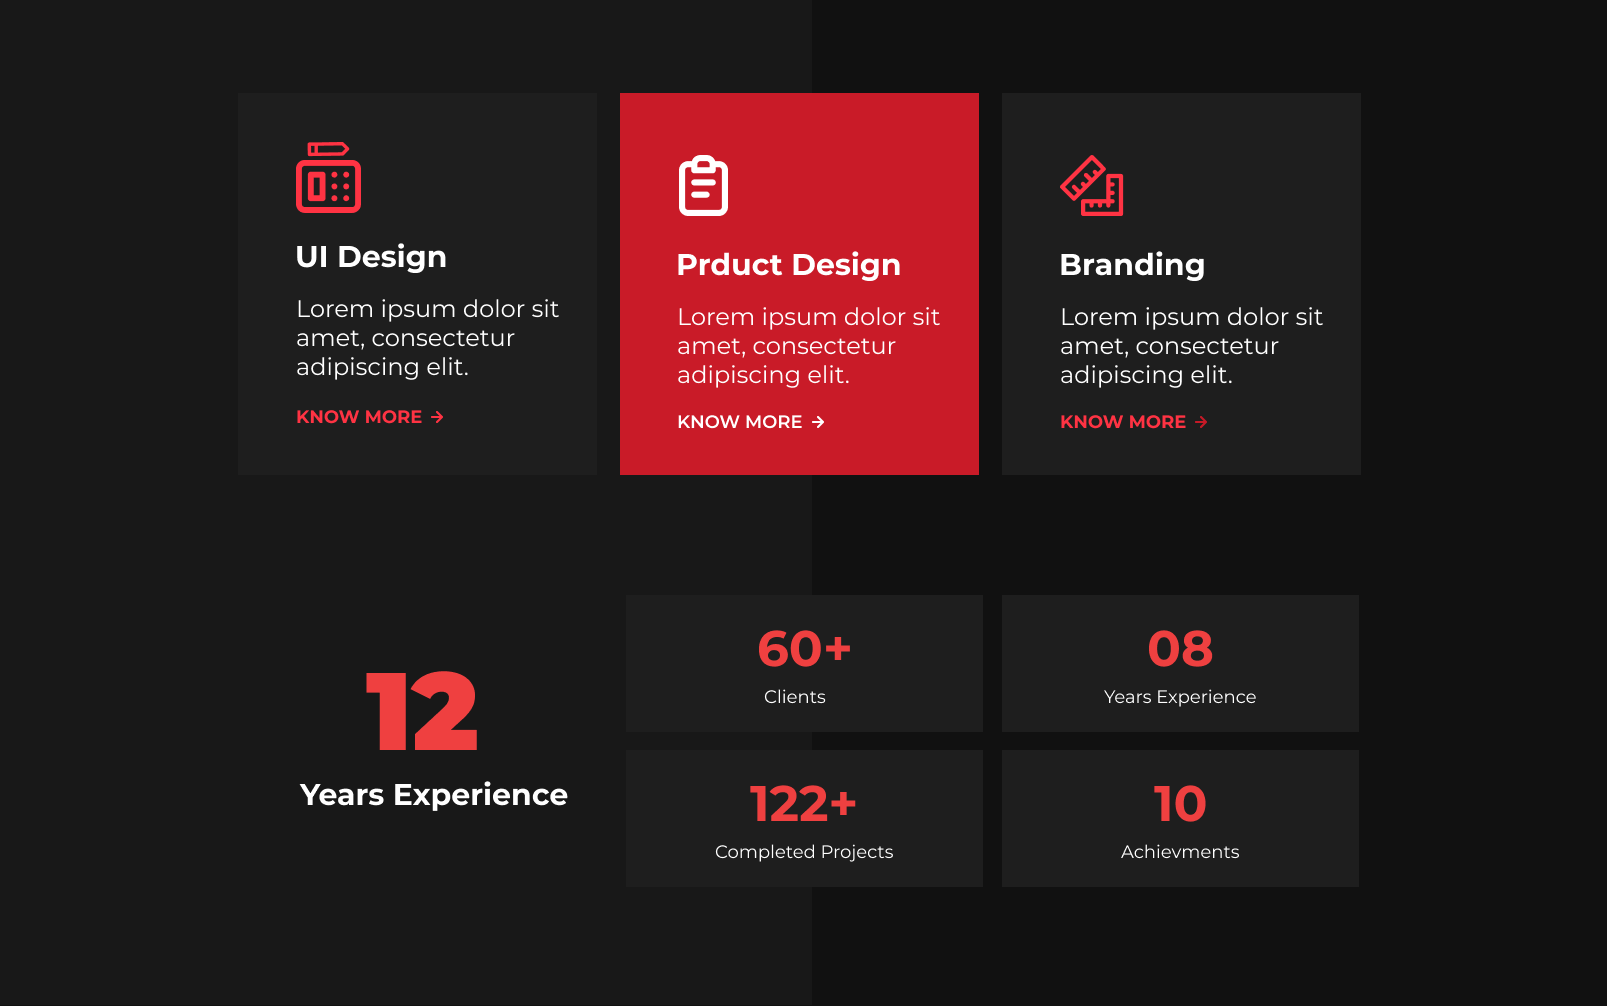 UI Design
Lorem ipsum dolor sit
amet, consectetur
adipiscing elit.
KNOW MORE →
Prduct Design
Lorem ipsum dolor sit
amet, consectetur
adipiscing elit.
KNOW MORE →
Branding
Lorem ipsum dolor sit
amet, consectetur
adipiscing elit.
KNOW MORE →
12
Years Experience
60+
Clients
08
Years Experience
122+
Completed Projects
10
Achievments